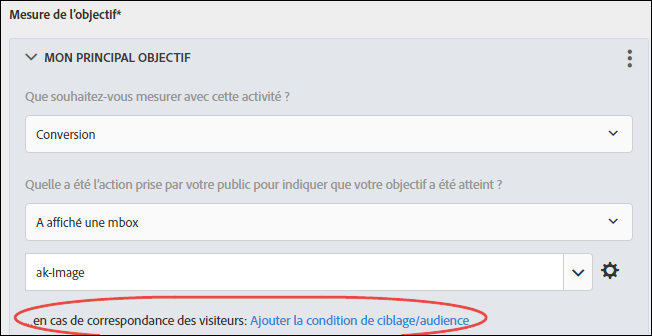 Mesure de l'objectif*
MON PRINCIPAL OBJECTIF
Que souhaitez-vous mesurer avec cette activité ?
Conversion
Quelle a été l'action prise par votre public pour indiquer que votre objectif a été atteint ?
A affiché une mbox
ak-Image
en cas de correspondance des visiteurs: Ajouter la condition de ciblage/audience